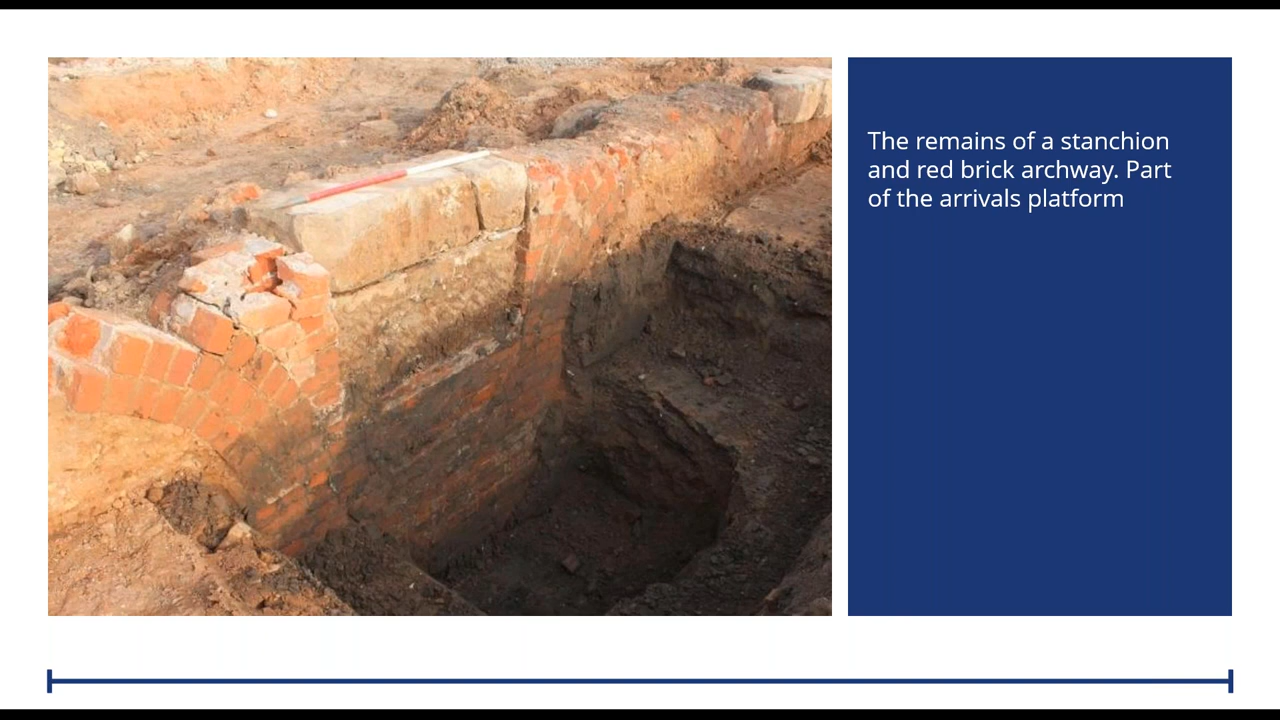 The remains of a stanchion
and red brick archway. Part
of the arrivals platform